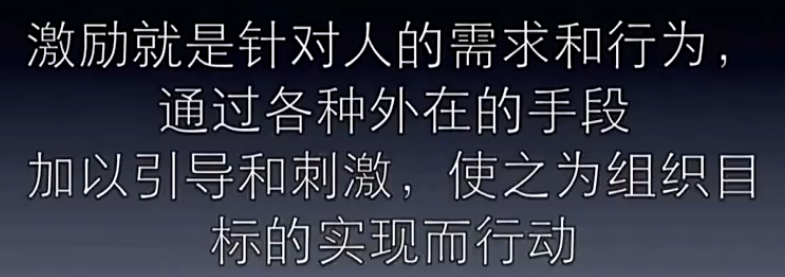 激励就是针对人的需求和行为，
通过各种外在的手段
加以引导和刺激，使之为组织目
标的实现而行动